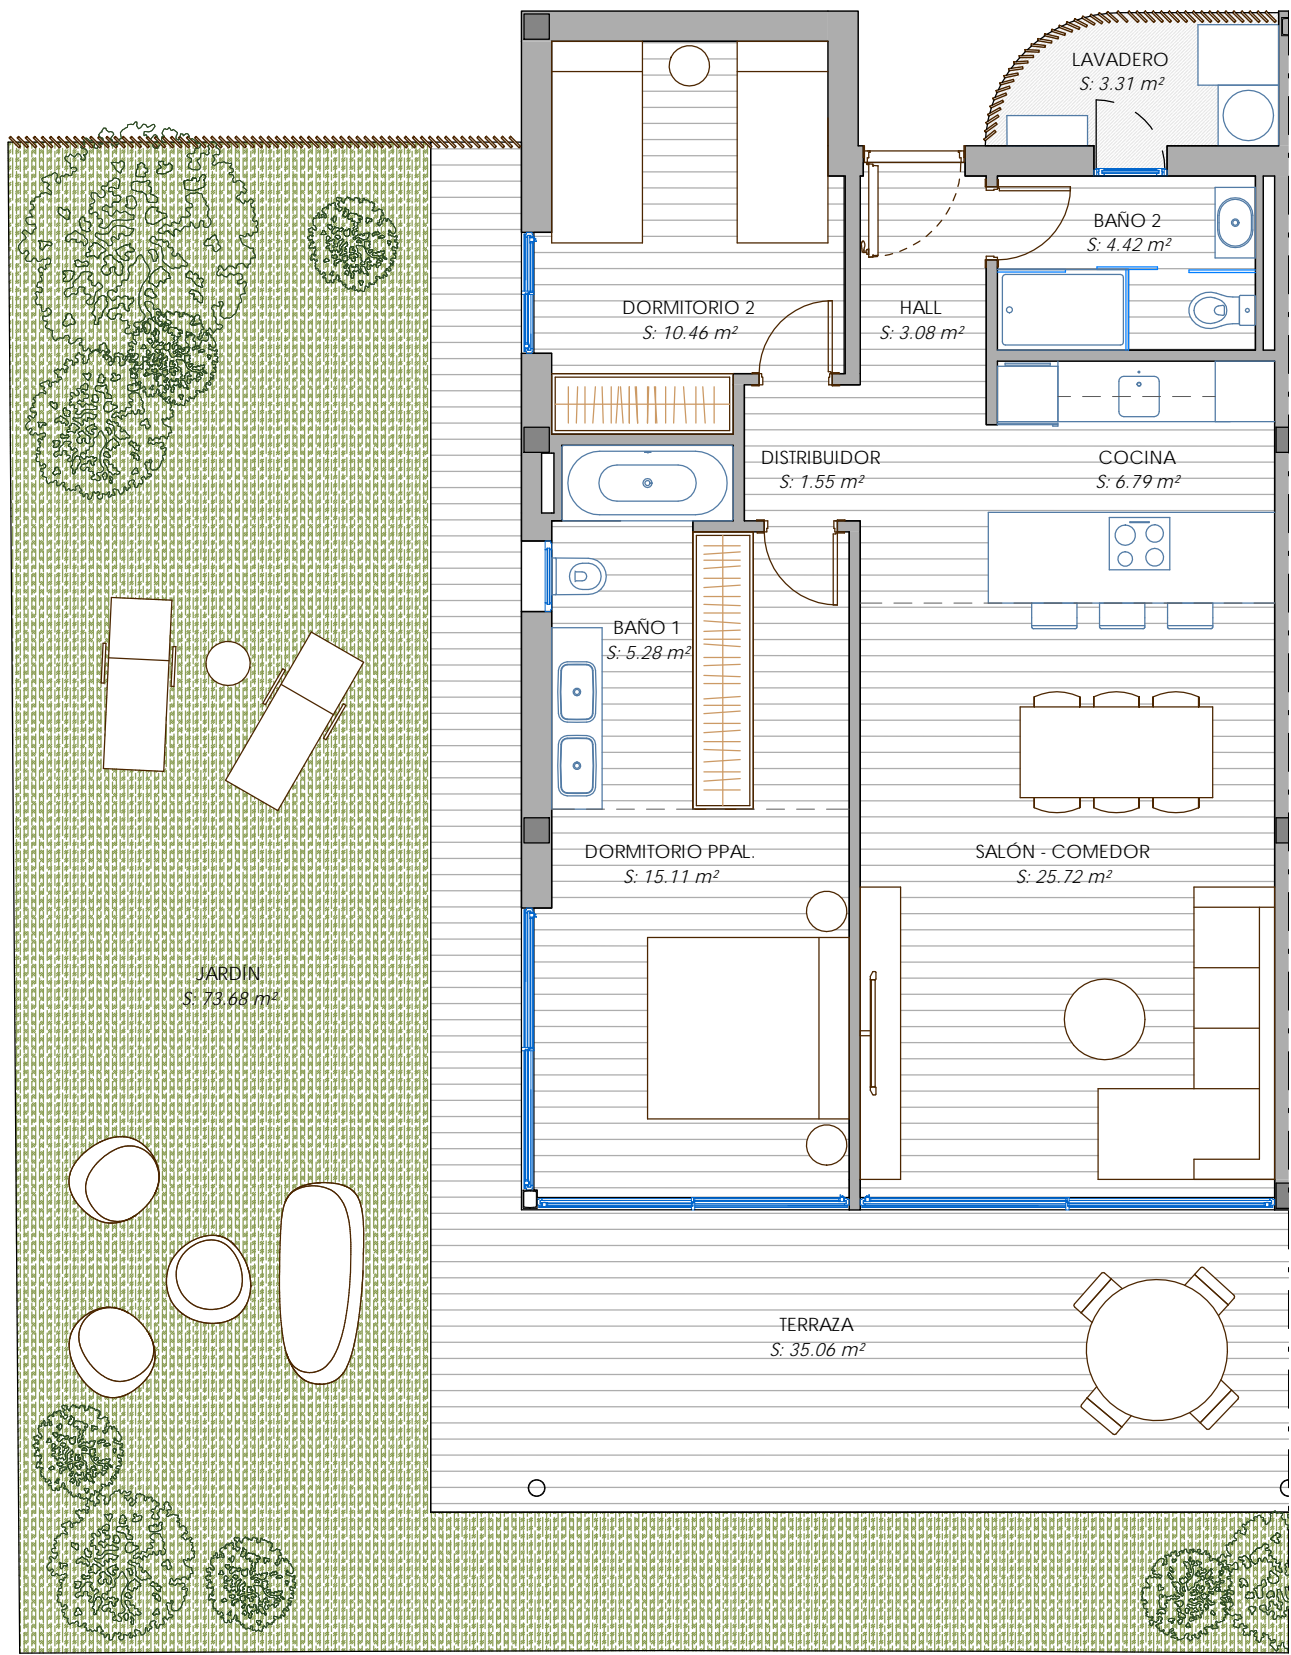 LAVADERO
S: 3.31 m²
BAÑO 2
S: 4.42 m²
DORMITORIO 2
S: 10.46 m²
HALL
S: 3.08 m²
DISTRIBUIDOR
S: 1.55 m²
COCINA
S: 6.79 m²
BAÑO 1
S: 5.28 m²
DORMITORIO PPAL.
S: 15.11 m²
SALÓN - COMEDOR
S: 25.72 m²
JARDÍN
S: 73.68 m²
TERRAZA
S: 35.06 m²